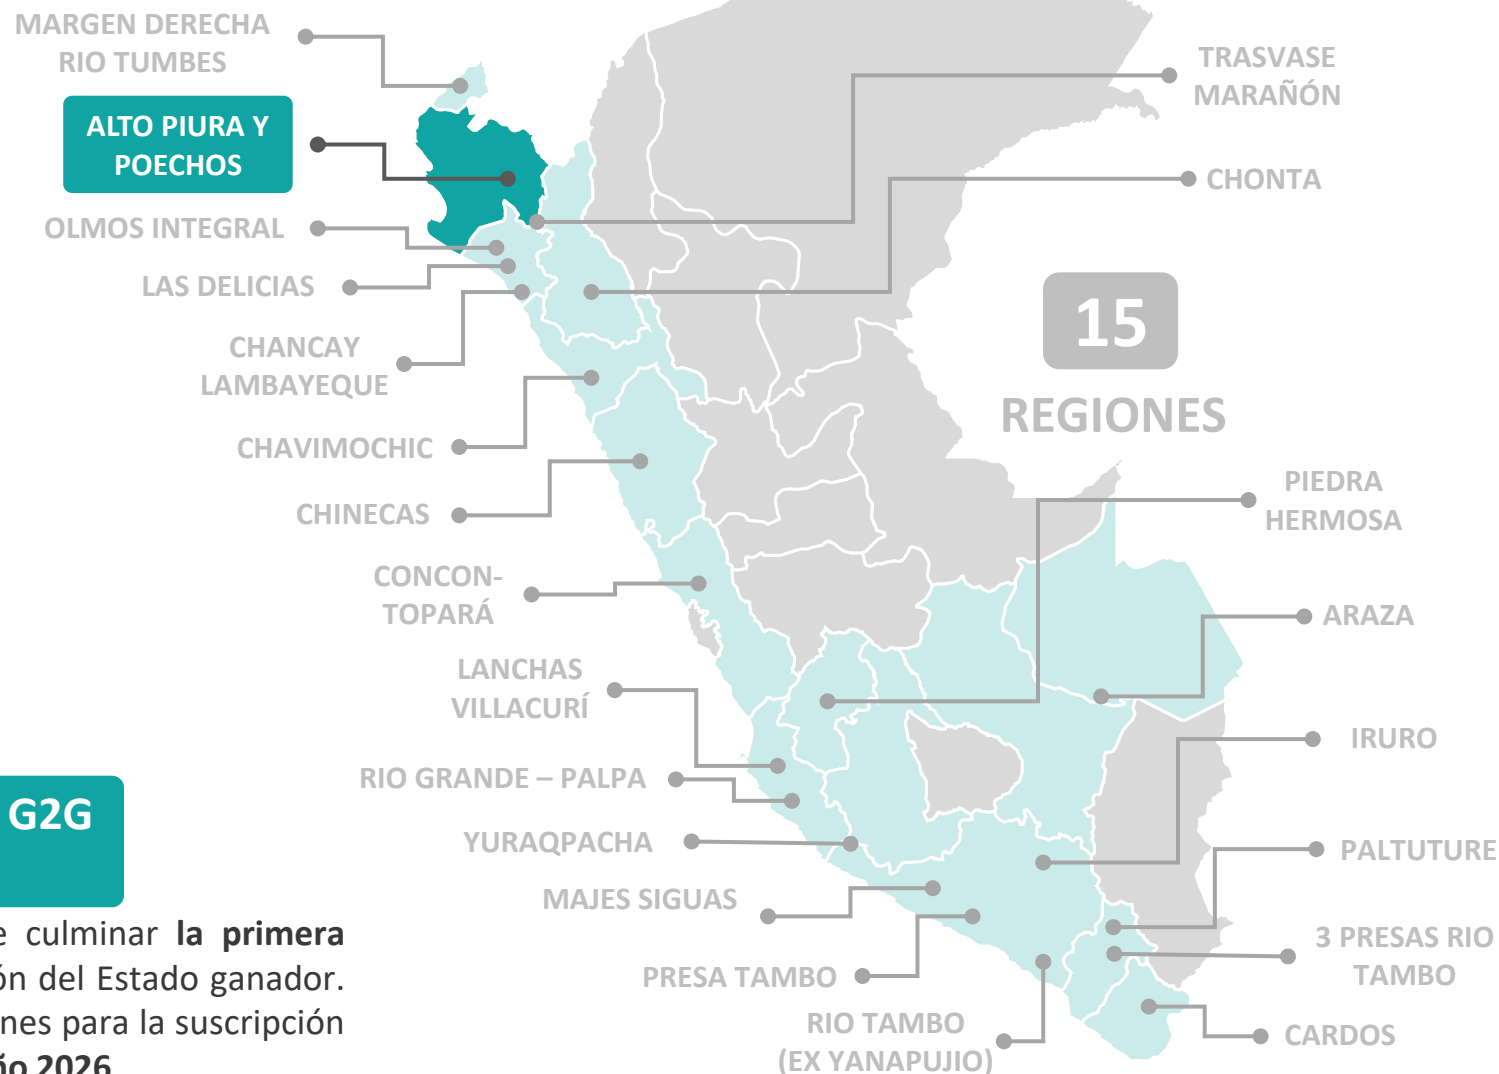 MARGEN DERECHA
RIO TUMBES
TRASVASE
MARAÑÓN
ALTO PIURA Y
POECHOS
CHONTA
OLMOS INTEGRAL
LAS DELICIAS
15
REGIONES
CHANCAY
LAMBAYEQUE
CHAVIMOCHIC
PIEDRA
HERMOSA
CHINECAS
CONCON-
TOPARÁ
ARAZA
LANCHAS
VILLACURÍ
IRURO
RIO GRANDE – PALPA
G2G
YURAQPACHA
PALTUTURE
MAJES SIGUAS
e culminar la primera
ón del Estado ganador.
nes para la suscripción
ño 2026
3 PRESAS RIO
TAMBO
PRESA TAMBO
RIO TAMBO
(EX YANAPUJIO)
CARDOS